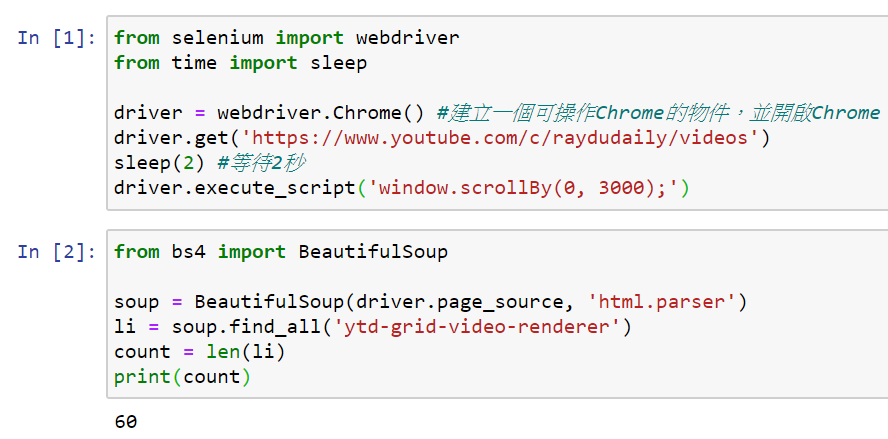 In [1]:
from selenium import webdriver
from time import sleep
driver = webdriver.Chrome() #建立一個可操作Chrome的物件，並開啟Chrome
driver.get('https://www.youtube.com/c/raydudaily/videos')
sleep(2) #等待2秒
driver.execute_script('window.scrollBy(0, 3000);')
In [2]:
from bs4 import BeautifulSoup
soup = BeautifulSoup(driver.page_source, 'html.parser')
li = soup.find_all('ytd-grid-video-renderer')
count = len(li)
print(count)
60